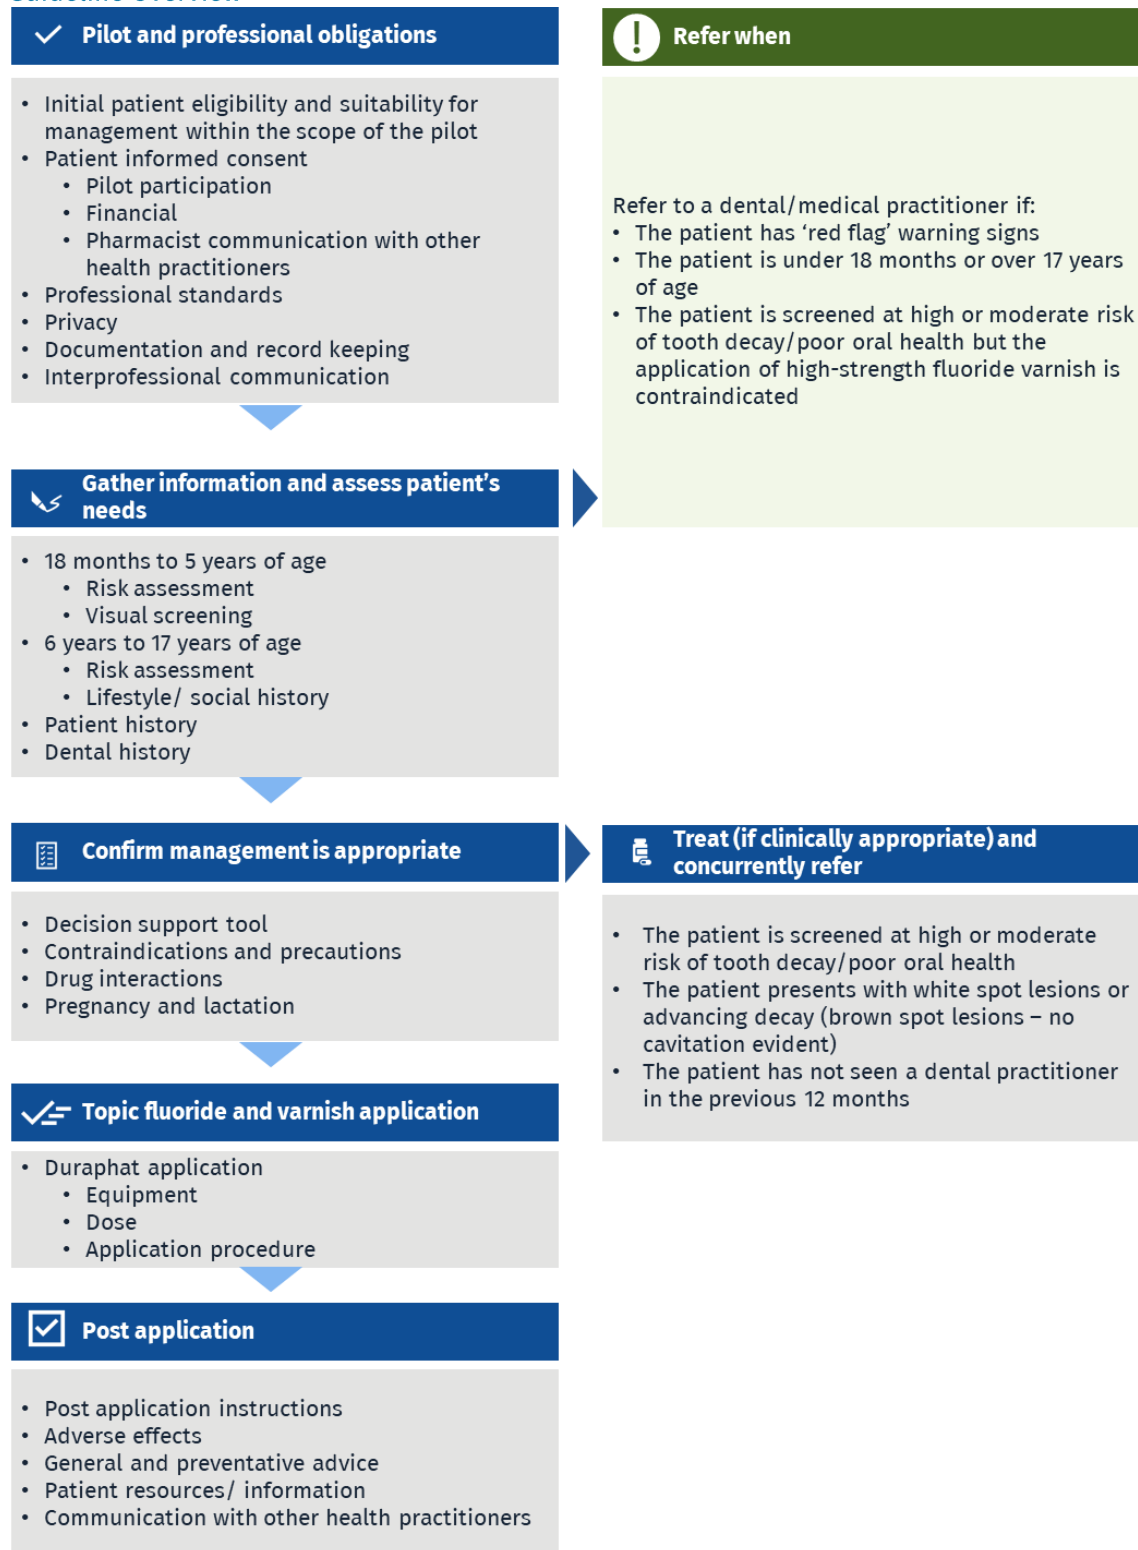 Guideline Overview
Pilot and professional obligations
• Initial patient eligibility and suitability for
management within the scope of the pilot
• Patient informed consent
• Pilot participation
• Financial
• Pharmacist communication with other
health practitioners
• Professional standards
• Privacy
• Documentation and record keeping
• Interprofessional communication
! Refer when
Refer to a dental/medical practitioner if:
• The patient has ‘red flag’ warning signs
• The patient is under 18 months or over 17 years
of age
• The patient is screened at high or moderate risk
of tooth decay/poor oral health but the
application of high-strength fluoride varnish is
contraindicated
Gather information and assess patient’s
needs
• 18 months to 5 years of age
• Risk assessment
• Visual screening
• 6 years to 17 years of age
• Risk assessment
• Lifestyle/ social history
• Patient history
• Dental history
Confirm management is appropriate
• Decision support tool
• Contraindications and precautions
• Drug interactions
• Pregnancy and lactation
Treat (if clinically appropriate) and
concurrently refer
• The patient is screened at high or moderate
risk of tooth decay/poor oral health
• The patient presents with white spot lesions or
advancing decay (brown spot lesions – no
cavitation evident)
• The patient has not seen a dental practitioner
in the previous 12 months
Topic fluoride and varnish application
• Duraphat application
• Equipment
• Dose
• Application procedure
Post application
• Post application instructions
• Adverse effects
• General and preventative advice
• Patient resources/ information
• Communication with other health practitioners